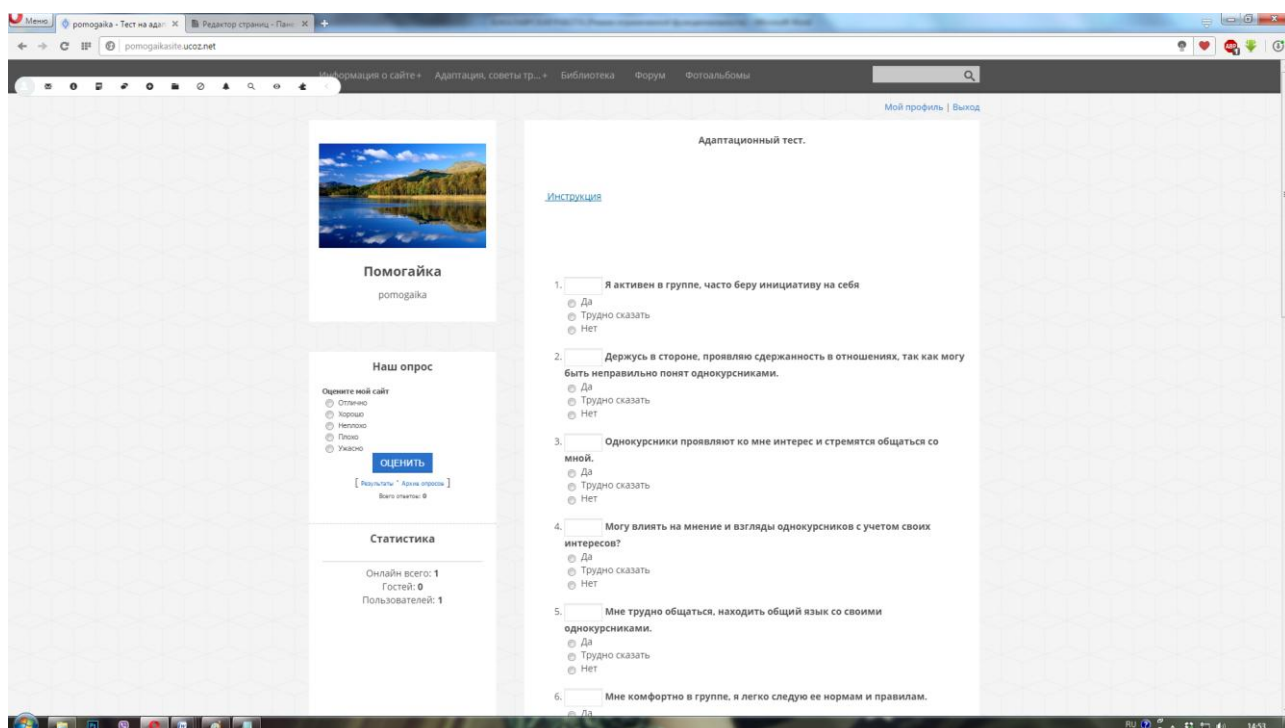 Меню
pomogaika - Тест на адап
Редактор страниц - Пан
pomogaikasite.ucoz.net
Информация о сайте+ Адаптация, советы тр...+ Библиотека Форум Фотоальбомы
Мой профиль | Выход
Адаптационный тест.
Инструкция
Помогайка
pomogaika
Наш опрос
Оцените мой сайт
Отлично
Хорошо
Неплохо
Плохо
Ужасно
ОЦЕНИТЬ
[ Результаты · Архив опросов ]
Всего ответов: 0
Статистика
Онлайн всего: 1
Гостей: 0
Пользователей: 1
1. Я активен в группе, часто беру инициативу на себя
Да
Трудно сказать
Нет
2. Держусь в стороне, проявляю сдержанность в отношениях, так как могу
быть неправильно понят однокурсниками.
Да
Трудно сказать
Нет
3. Однокурсники проявляют ко мне интерес и стремятся общаться со
мной.
Да
Трудно сказать
Нет
4. Могу влиять на мнение и взгляды однокурсников с учетом своих
интересов?
Да
Трудно сказать
Нет
5. Мне трудно общаться, находить общий язык со своими
однокурсниками.
Да
Трудно сказать
Нет
6. Мне комфортно в группе, я легко следую ее нормам и правилам.
Да
RU
14:53